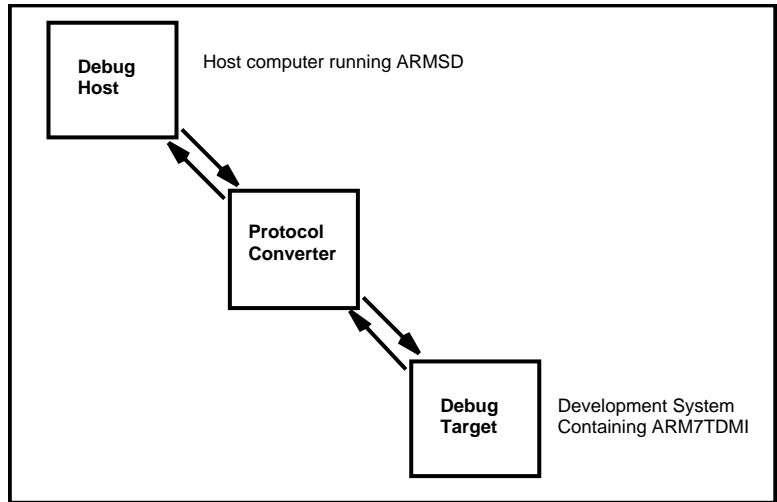 Debug
Host
Host computer running ARMSD
Protocol
Converter
Debug
Target
Development System
Containing ARM7TDMI